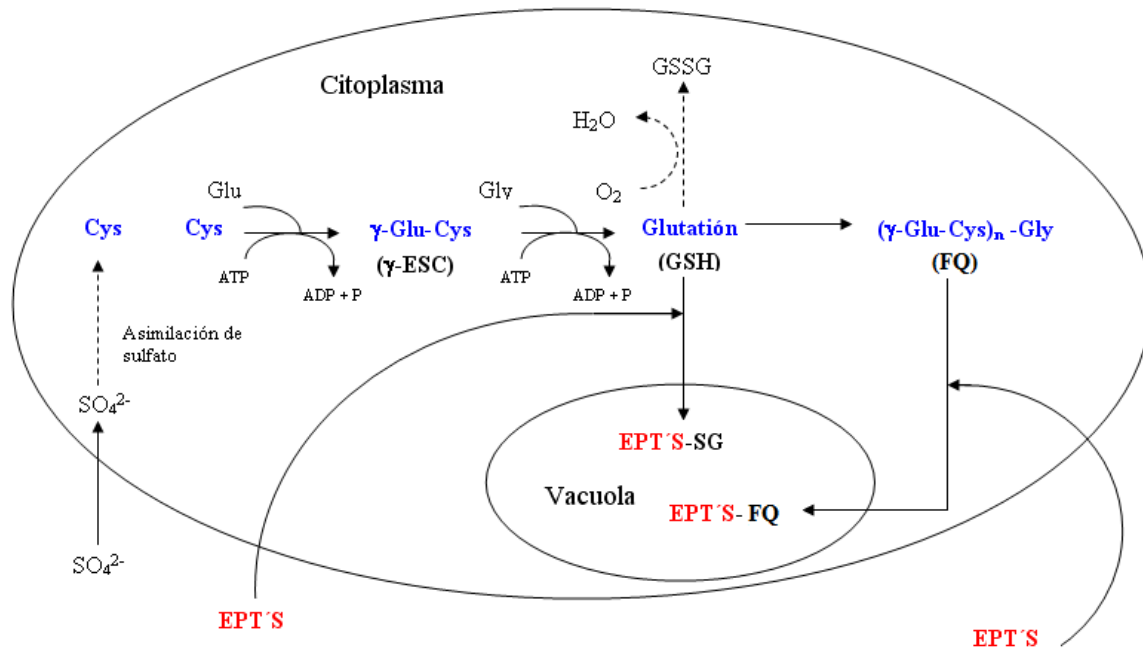 GSSG
Citoplasma
H₂O
Glu
Glv
O₂
Cys
Cys
γ-Glu-Cys
Glutatión
(γ-Glu-Cys)ₙ -Gly
(γ-ESC)
(GSH)
(FQ)
ATP
ADP + P
ATP
ADP + P
Asimilación de
sulfato
SO₄²⁻
EPT´S-SG
Vacuola
EPT´S- FQ
SO₄²⁻
EPT´S
EPT´S